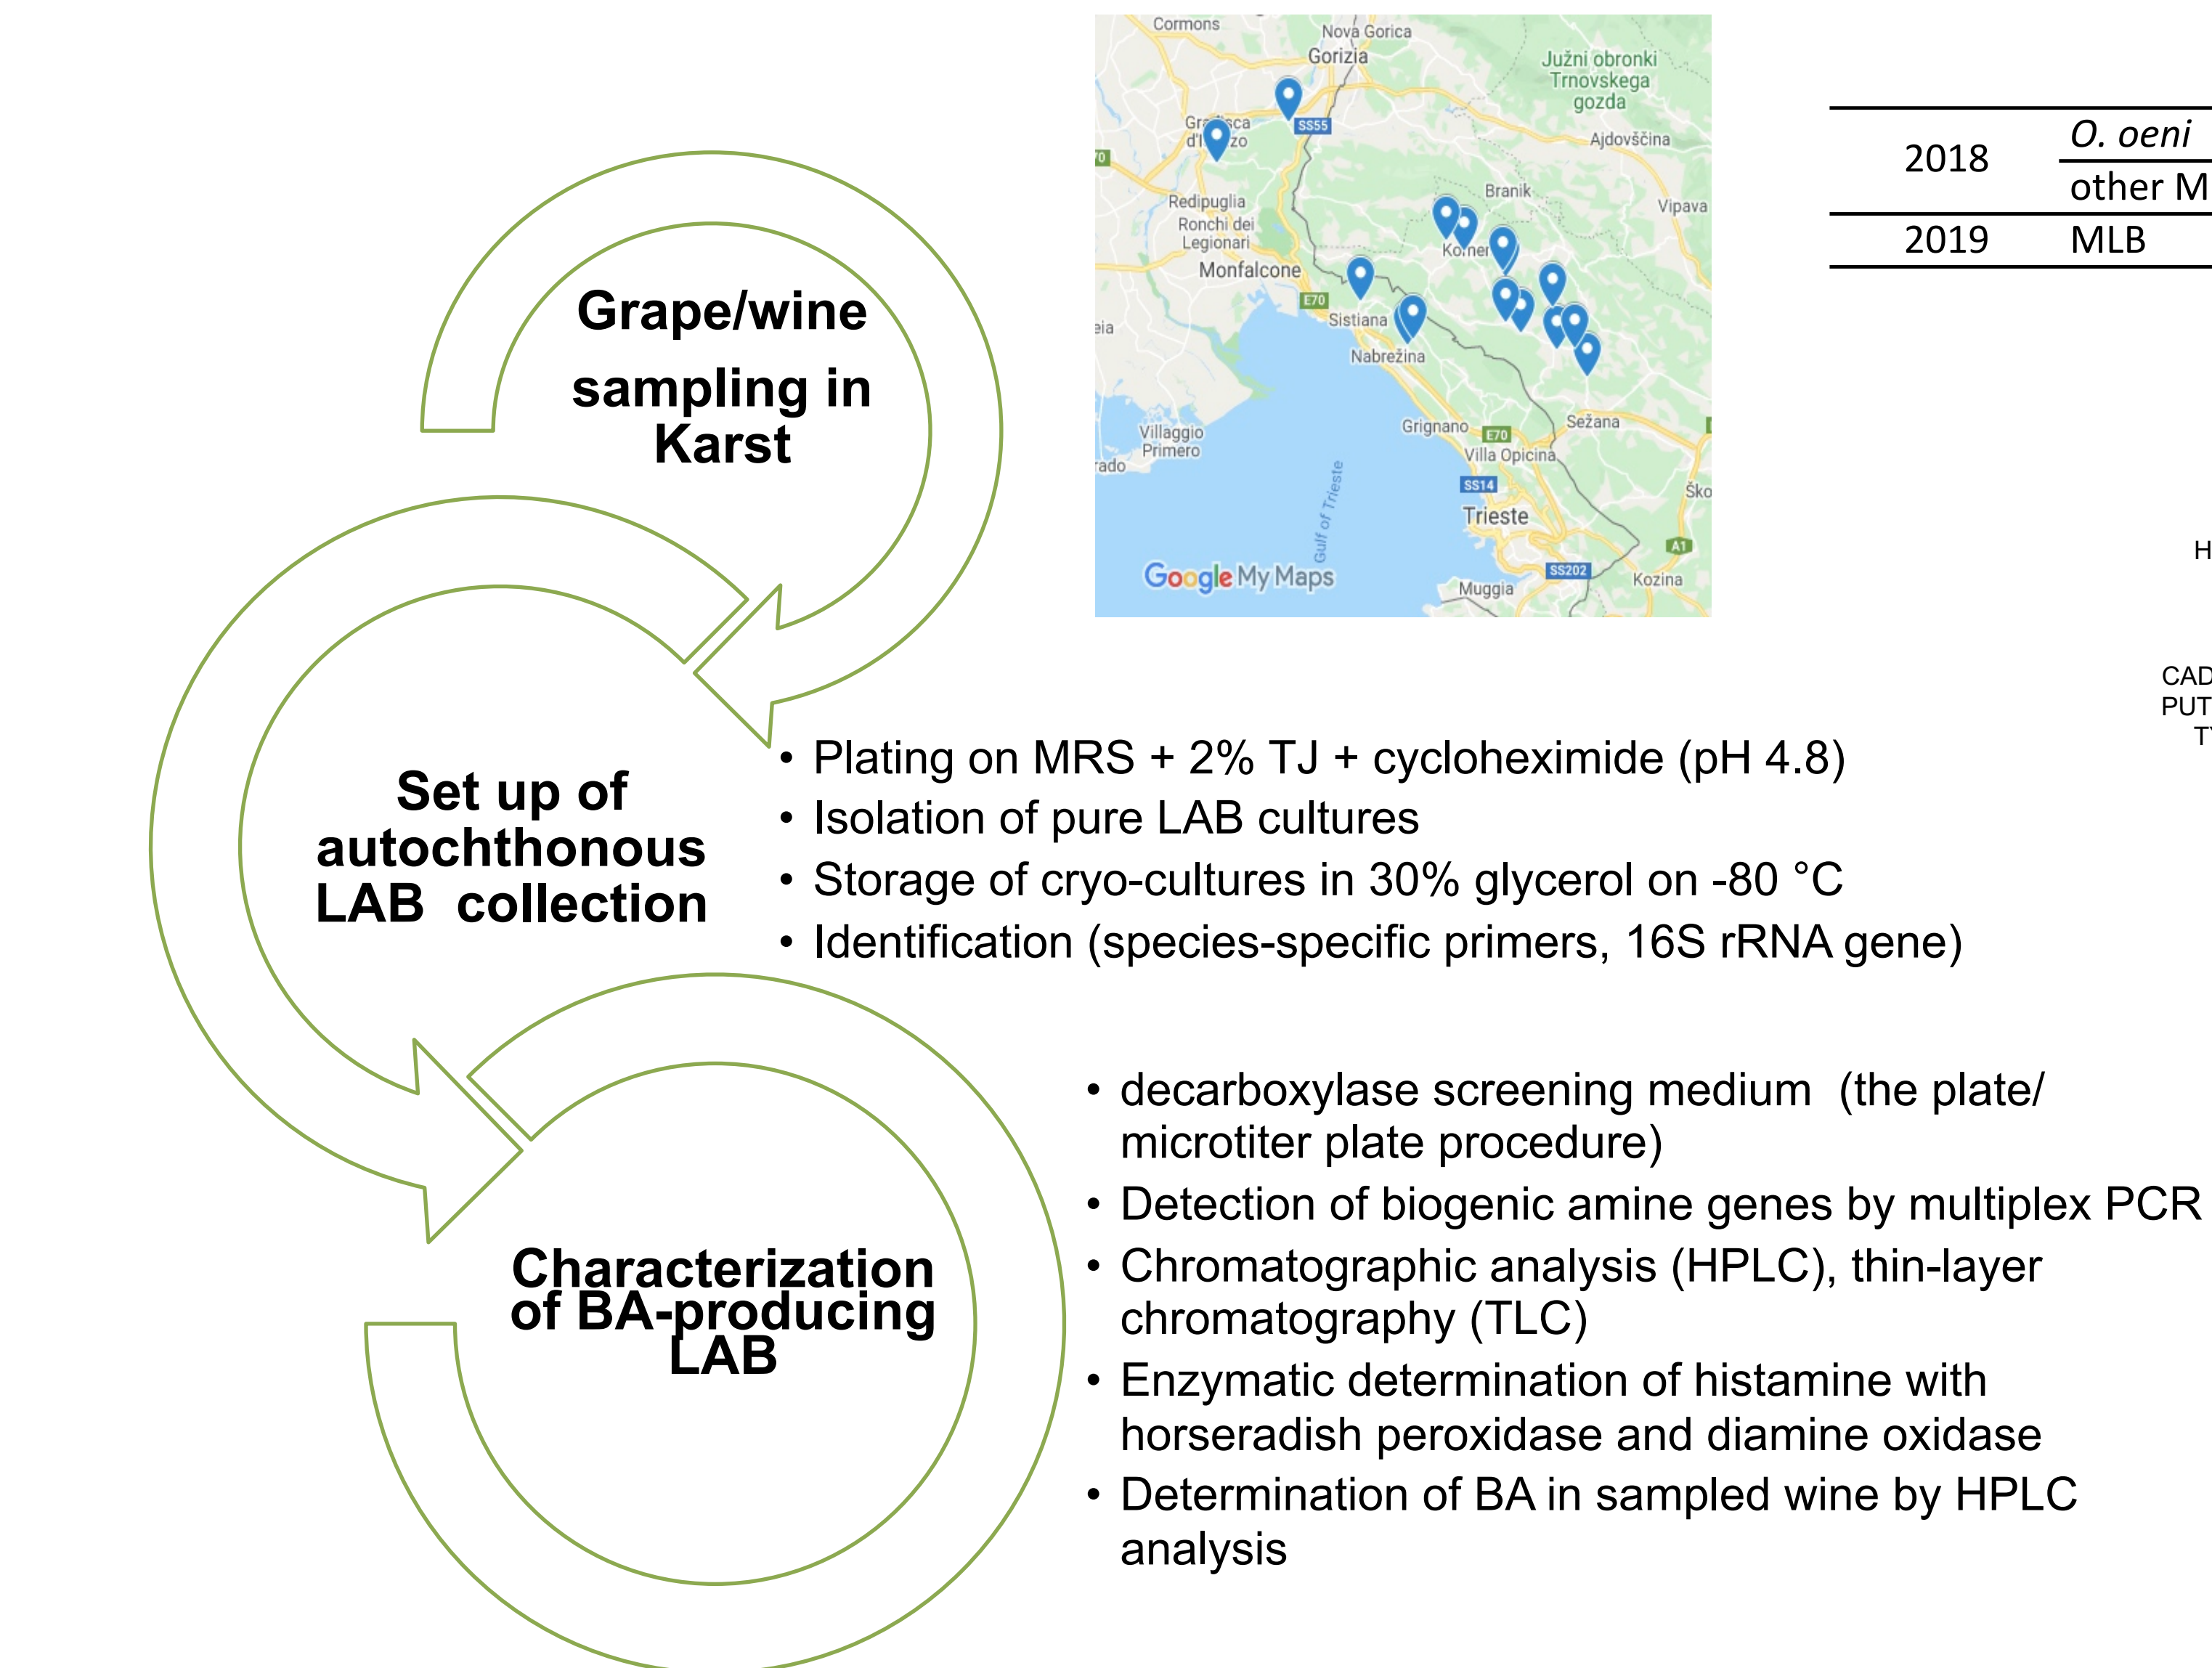 Cormons
Nova Gorica
Gorizia
Južni obronki
Trnovskega
gozda
SS55
Ajdovščina
Branik
Vipava
Redipuglia
Ronchi dei
Legionari
Monfalcone
E70
Sistiana
Nabrežina
Villaggio
Primero
Grignano
E70
Sežana
Villa Opicina
SS14
Gulf of Trieste
Trieste
A1
SS202
Kozina
Muggia
Google My Maps
2018 O. oeni
other
2019 MLB
Grape/wine
sampling in
Karst
Set up of
autochthonous
LAB collection
• Plating on MRS + 2% TJ + cycloheximide (pH 4.8)
• Isolation of pure LAB cultures
• Storage of cryo-cultures in 30% glycerol on -80 °C
• Identification (species-specific primers, 16S rRNA gene)
Characterization
of BA-producing
LAB
• decarboxylase screening medium (the plate/
microtiter plate procedure)
• Detection of biogenic amine genes by multiplex PCR
• Chromatographic analysis (HPLC), thin-layer
chromatography (TLC)
• Enzymatic determination of histamine with
horseradish peroxidase and diamine oxidase
• Determination of BA in sampled wine by HPLC
analysis